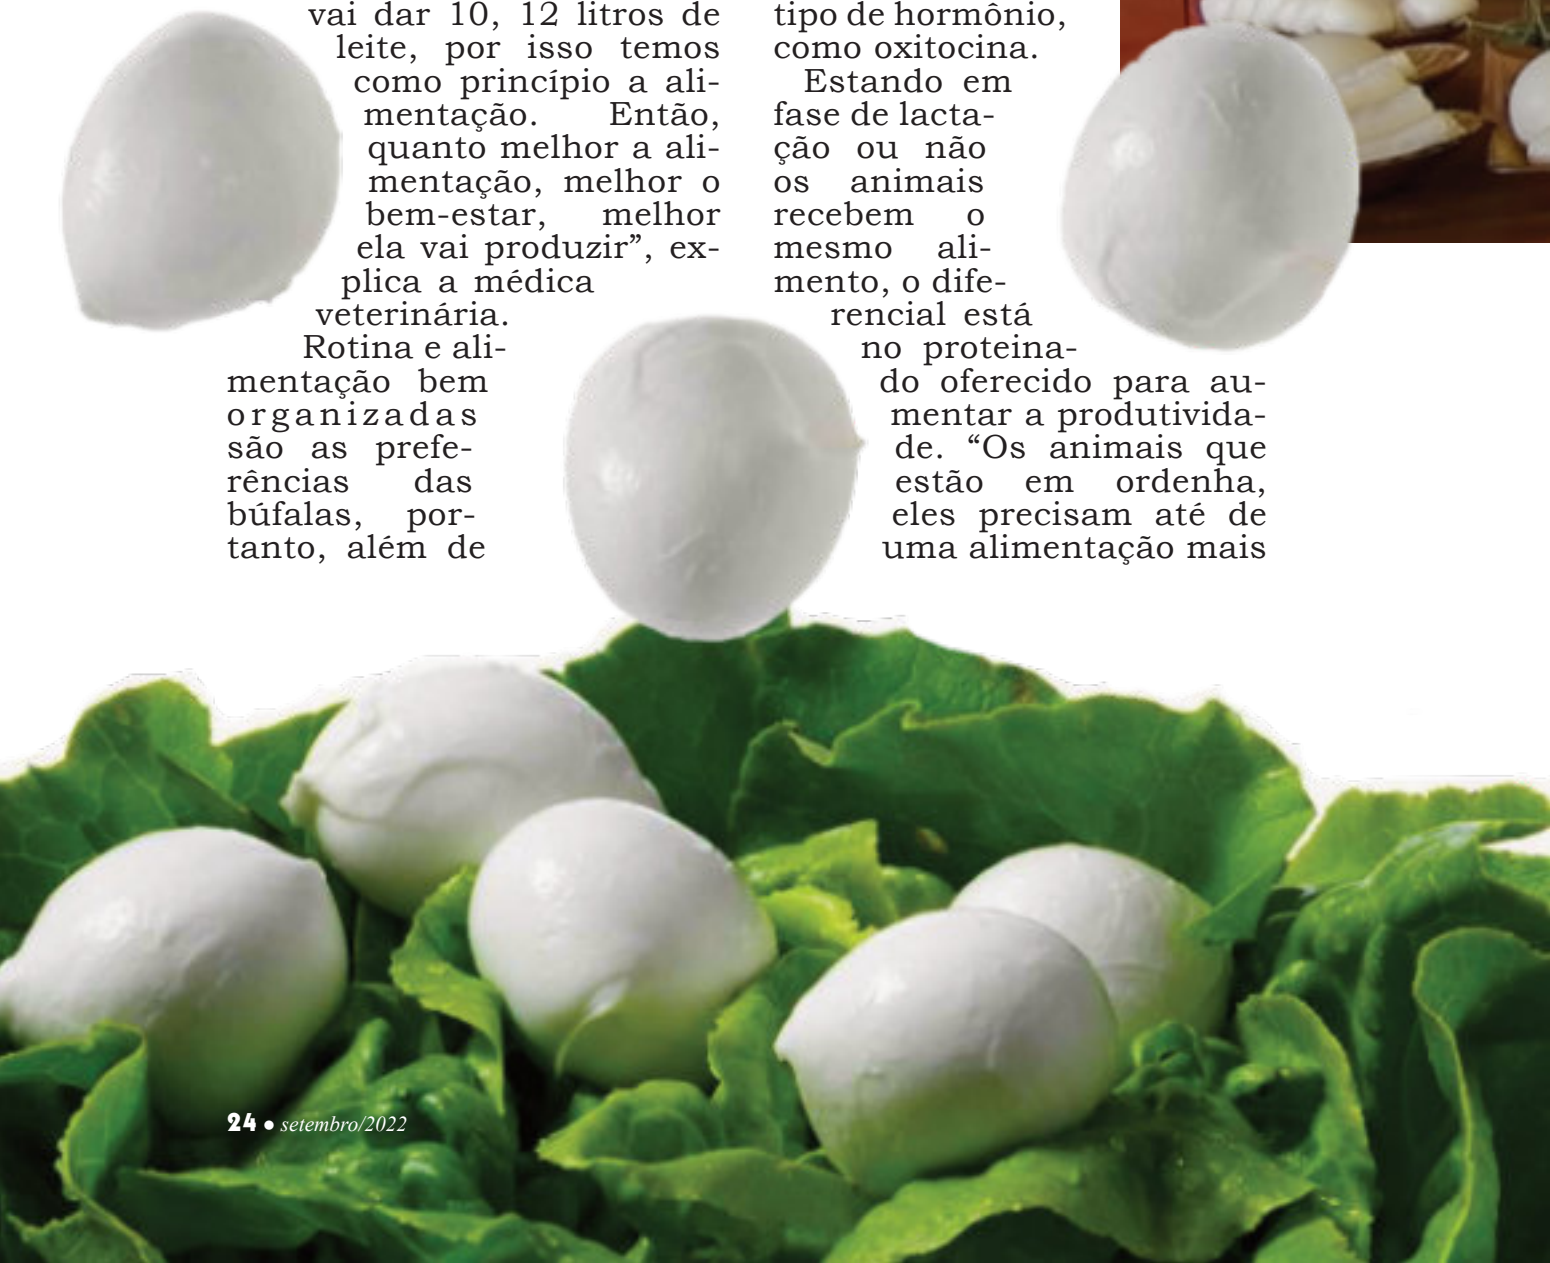 vai dar 10, 12 litros de
leite, por isso temos
como princípio a ali-
mentação. Então,
quanto melhor a ali-
mentação, melhor o
bem-estar, melhor
ela vai produzir”, ex-
plica a médica
veterinária.
Rotina e ali-
mentação bem
organizadas
são as prefe-
rências das
búfalas, por-
tanto, além de
tipo de hormônio,
como oxitocina.
Estando em
fase de lacta-
ção ou não
os animais
recebem o
mesmo ali-
mento, o dife-
rencial está
no proteina-
do oferecido para au-
mentar a produtivida-
de. “Os animais que
estão em ordenha,
eles precisam até de
uma alimentação mais
24 • setembro/2022